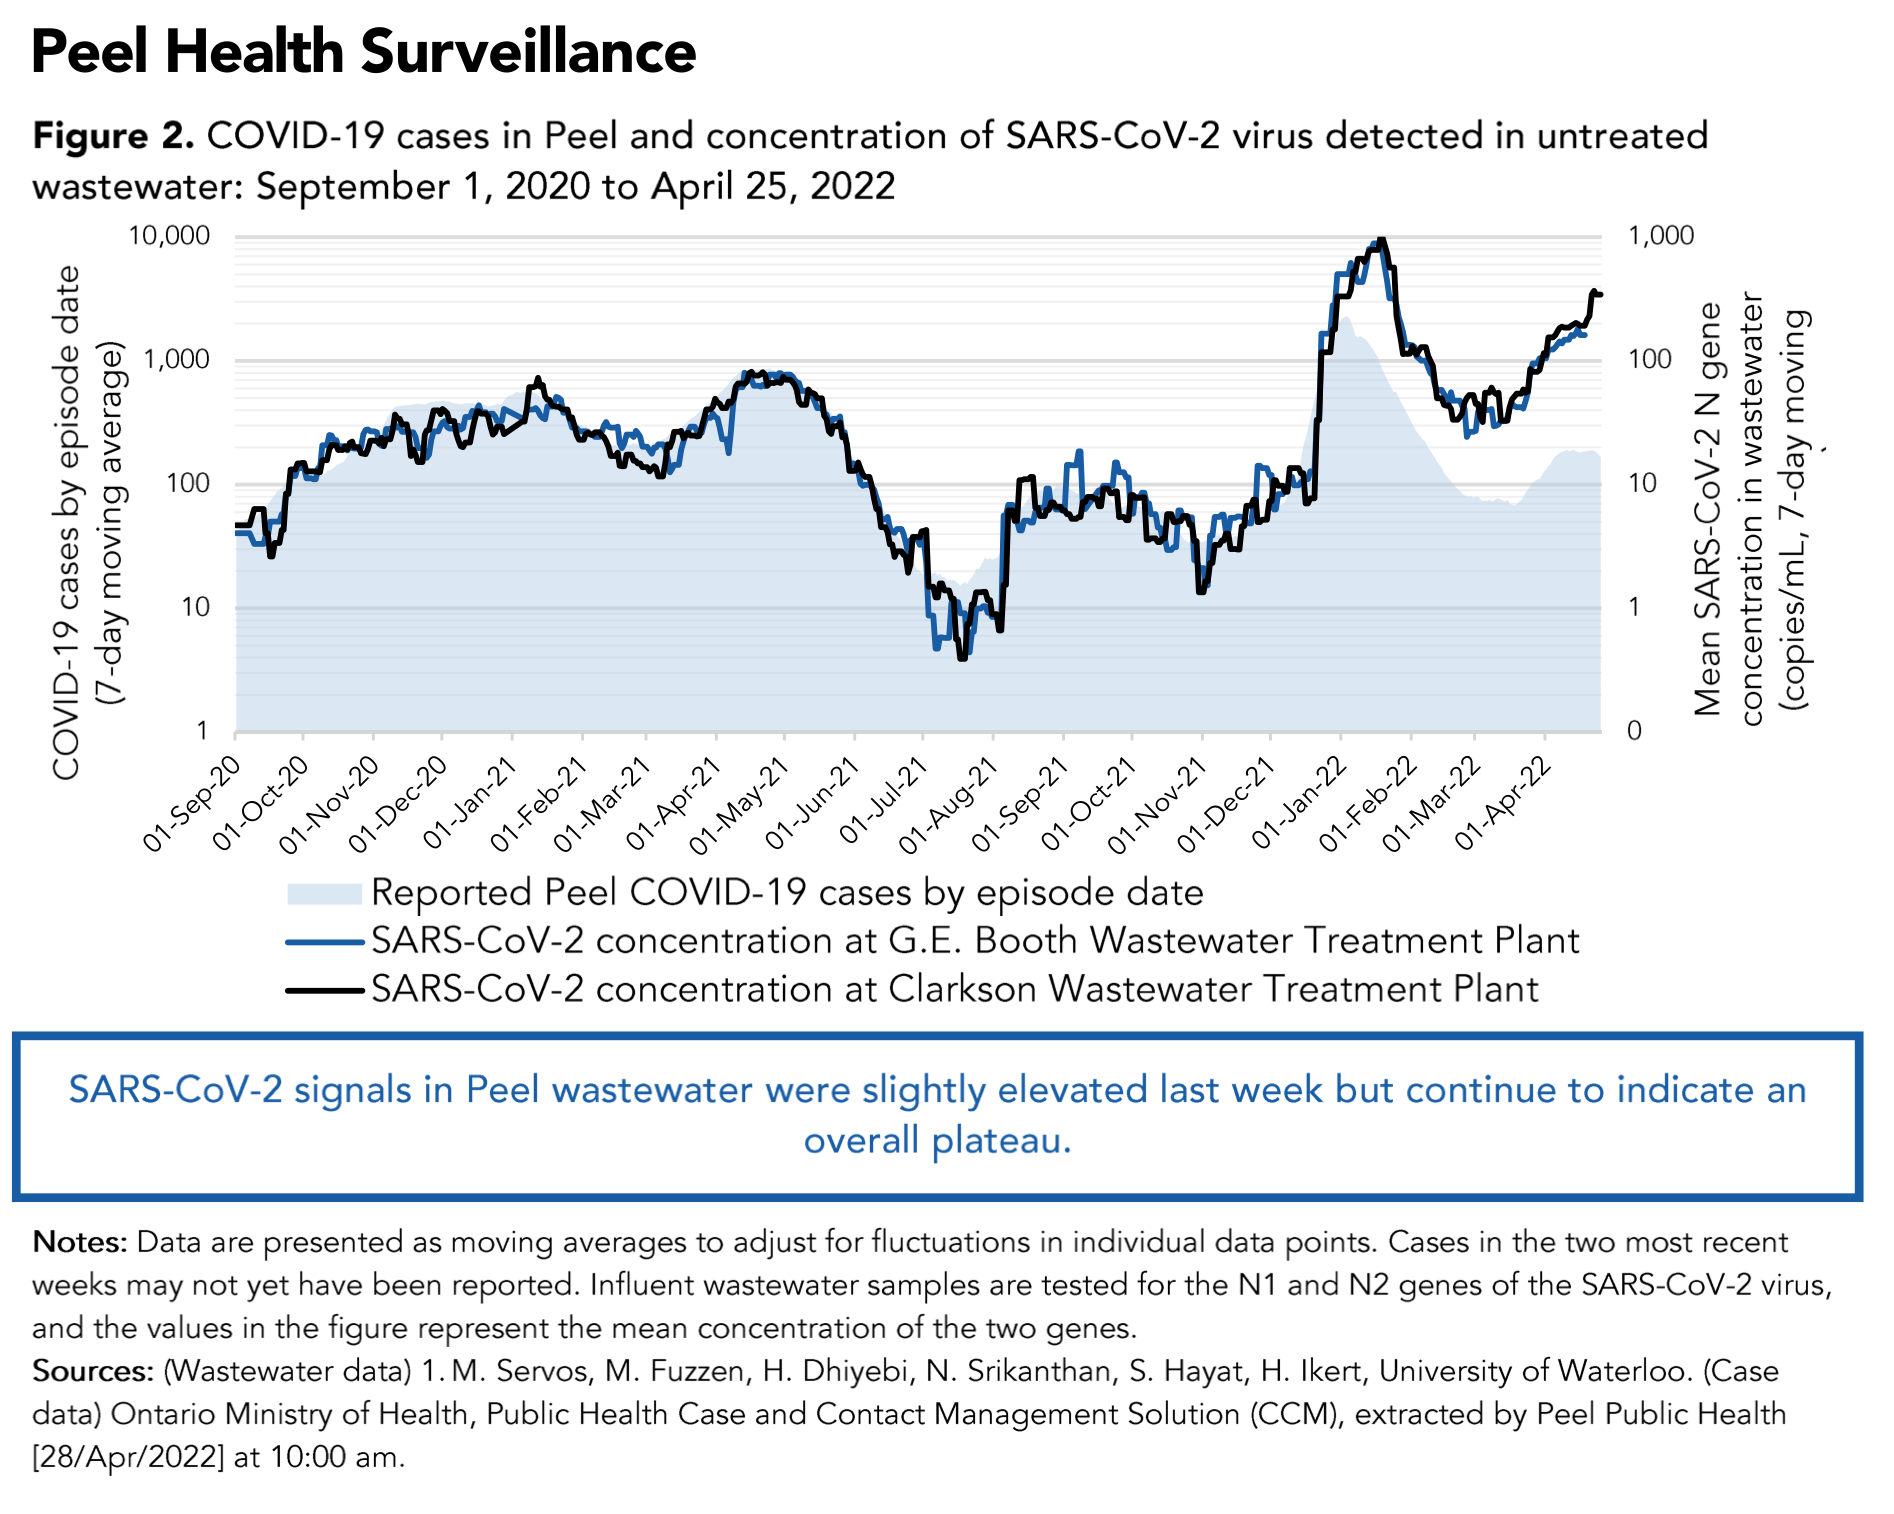 Peel Health Surveillance
Figure 2. COVID-19 cases in Peel and concentration of SARS-CoV-2 virus detected in untreated
wastewater: September 1, 2020 to April 25, 2022
COVID-19 cases by episode date
(7-day moving average)
10,000
1,000
100
10
1
1,000
100
10
1
0
Mean SARS-CoV-2 N gene
concentration in wastewater
(copies/mL, 7-day moving
01-Sep-20
01-Oct-20
01-Nov-20
01-Dec-20
01-Jan-21
01-Feb-21
01-Mar-21
01-Apr-21
01-May-21
01-Jun-21
01-Jul-21
01-Aug-21
01-Sep-21
01-Oct-21
01-Nov-21
01-Dec-21
01-Jan-22
01-Feb-22
01-Mar-22
01-Apr-22
Reported Peel COVID-19 cases by episode date
SARS-CoV-2 concentration at G.E. Booth Wastewater Treatment Plant
SARS-CoV-2 concentration at Clarkson Wastewater Treatment Plant
SARS-CoV-2 signals in Peel wastewater were slightly elevated last week but continue to indicate an
overall plateau.
Notes: Data are presented as moving averages to adjust for fluctuations in individual data points. Cases in the two most recent
weeks may not yet have been reported. Influent wastewater samples are tested for the N1 and N2 genes of the SARS-CoV-2 virus,
and the values in the figure represent the mean concentration of the two genes.
Sources: (Wastewater data) 1. M. Servos, M. Fuzzen, H. Dhiyebi, N. Srikanthan, S. Hayat, H. Ikert, University of Waterloo. (Case
data) Ontario Ministry of Health, Public Health Case and Contact Management Solution (CCM), extracted by Peel Public Health
[28/Apr/2022] at 10:00 am.